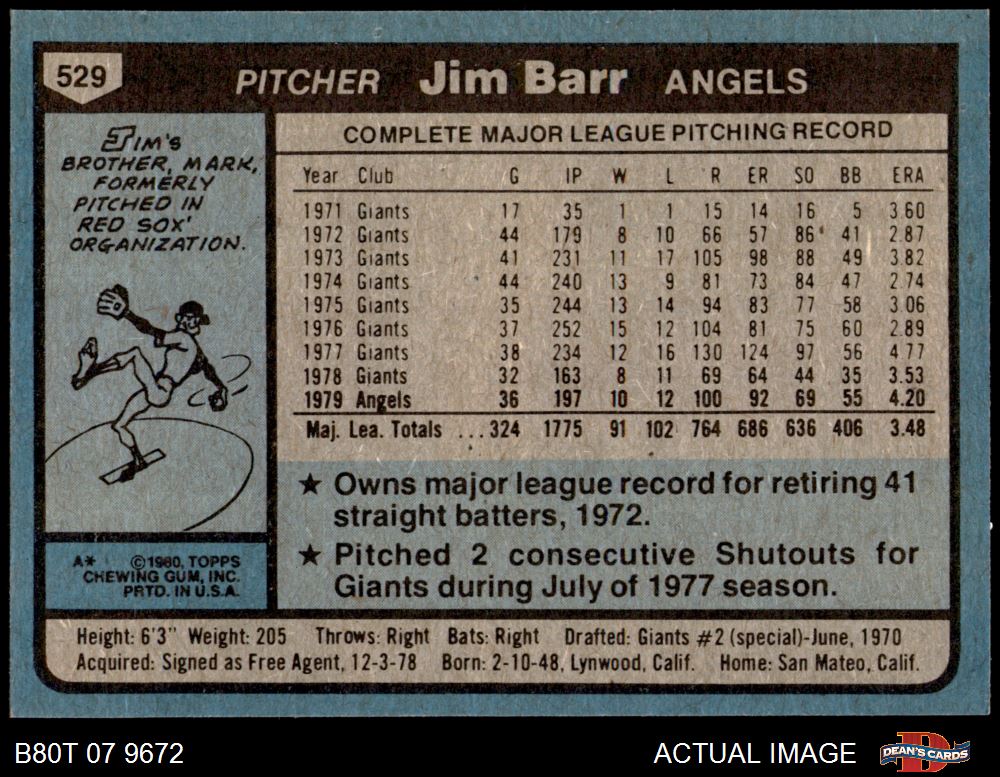 529 PITCHER Jim Barr ANGELS
JIM'S
BROTHER, MARK,
FORMERLY
PITCHED IN
RED SOX'
ORGANIZATION.
COMPLETE MAJOR LEAGUE PITCHING RECORD
Year Club G IP W L R ER SO BB ERA
1971 Giants 17 35 1 1 15 14 16 5 3.60
1972 Giants 44 179 8 10 66 57 86 41 2.87
1973 Giants 41 231 11 17 105 98 88 49 3.82
1974 Giants 44 240 13 9 81 73 84 47 2.74
1975 Giants 35 244 13 14 94 83 77 58 3.06
1976 Giants 37 252 15 12 104 81 75 60 2.89
1977 Giants 38 234 12 16 130 124 97 56 4.77
1978 Giants 32 163 8 11 69 64 44 35 3.53
1979 Angels 36 197 10 12 100 92 69 55 4.20
Maj. Lea. Totals ...324 1775 91 102 764 686 636 406 3.48
★ Owns major league record for retiring 41
straight batters, 1972.
★ Pitched 2 consecutive Shutouts for
Giants during July of 1977 season.
A* ©1980, TOPPS
CHEWING GUM, INC.
PRTD. IN U.S.A.
Height: 6'3" Weight: 205 Throws: Right Bats: Right Drafted: Giants #2 (special)-June, 1970
Acquired: Signed as Free Agent, 12-3-78 Born: 2-10-48, Lynwood, Calif. Home: San Mateo, Calif.
B80T 07 9672 ACTUAL IMAGE D DEAN'S CARDS